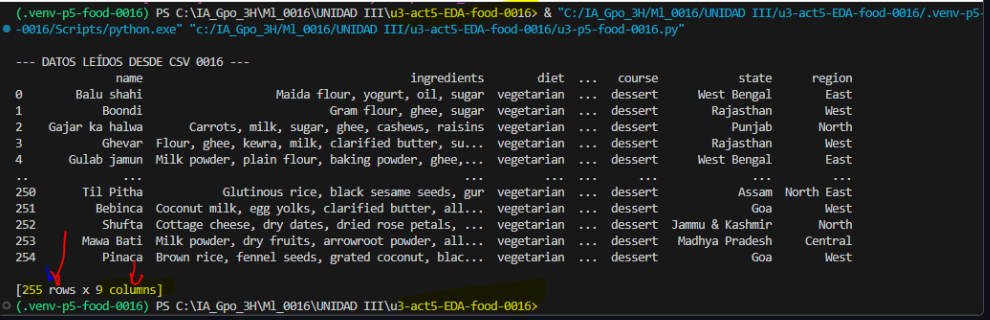 (.venv-p5-food-0016) PS C:\IA_Gpo_3H\Ml_0016\UNIDAD III\u3-act5-EDA-food-0016> & "C:/IA_Gpo_3H/Ml_0016/UNIDAD III/u3-act5-EDA-food-0016/.venv-p5-food
-0016/Scripts/python.exe" "c:/IA_Gpo_3H/Ml_0016/UNIDAD III/u3-act5-EDA-food-0016/u3-p5-food-0016.py"
--- DATOS LEÍDOS DESDE CSV 0016 ---
name ingredients diet ... course state region
0 Balu shahi Maida flour, yogurt, oil, sugar vegetarian ... dessert West Bengal East
1 Boondi Gram flour, ghee, sugar vegetarian ... dessert Rajasthan West
2 Gajar ka halwa Carrots, milk, sugar, ghee, cashews, raisins vegetarian ... dessert Punjab North
3 Ghevar Flour, ghee, kewra, milk, clarified butter, su... vegetarian ... dessert Rajasthan West
4 Gulab jamun Milk powder, plain flour, baking powder, ghee,... vegetarian ... dessert West Bengal East
.. ... ... ... ... ... ... ...
250 Til Pitha Glutinous rice, black sesame seeds, gur vegetarian ... dessert Assam North East
251 Bebinca Coconut milk, egg yolks, clarified butter, all... vegetarian ... dessert Goa West
252 Shufta Cottage cheese, dry dates, dried rose petals, ... vegetarian ... dessert Jammu & Kashmir North
253 Mawa Bati Milk powder, dry fruits, arrowroot powder, all... vegetarian ... dessert Madhya Pradesh Central
254 Pinaca Brown rice, fennel seeds, grated coconut, blac... vegetarian ... dessert Goa West
[255 rows x 9 columns]
(.venv-p5-food-0016) PS C:\IA_Gpo_3H\Ml_0016\UNIDAD III\u3-act5-EDA-food-0016>